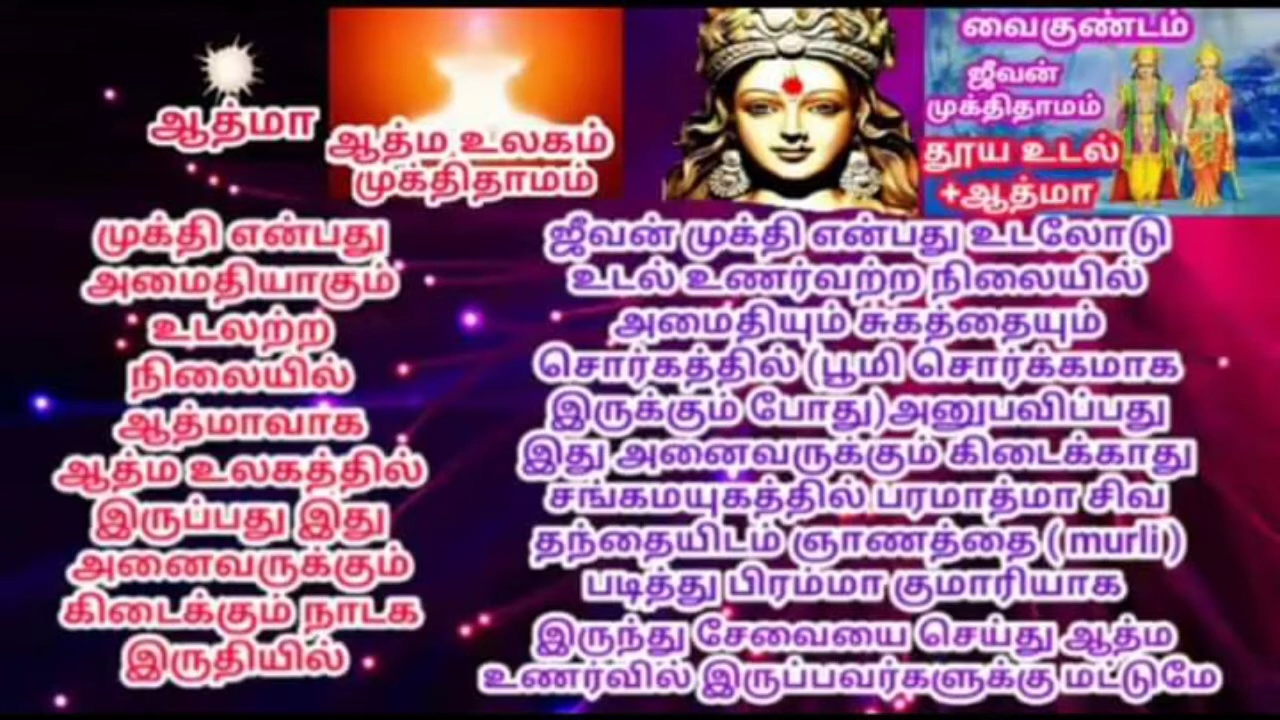 ஆத்மா
ஆத்ம உலகம்
முக்திதாமம்
வைகுண்டம்
ஜீவன்
முக்திதாமம்
தூய உடல்
+ஆத்மா
முக்தி என்பது
அமைதியாகும்
உடலற்ற
நிலையில்
ஆத்மாவாக
ஆத்ம உலகத்தில்
இருப்பது இது
அனைவருக்கும்
கிடைக்கும் நாடக
இருதியில்
ஜீவன் முக்தி என்பது உடலோடு
உடல் உணர்வற்ற நிலையில்
அமைதியும் சுகத்தையும்
சொர்கத்தில் (பூமி சொர்க்கமாக
இருக்கும் போது)அனுபவிப்பது
இது அனைவருக்கும் கிடைக்காது
சங்கமயுகத்தில் பரமாத்மா சிவ
தந்தையிடம் ஞாணத்தை ( murli )
படித்து பிரம்மா குமாரியாக
இருந்து சேவையை செய்து ஆத்ம
உணர்வில் இருப்பவர்களுக்கு மட்டுமே